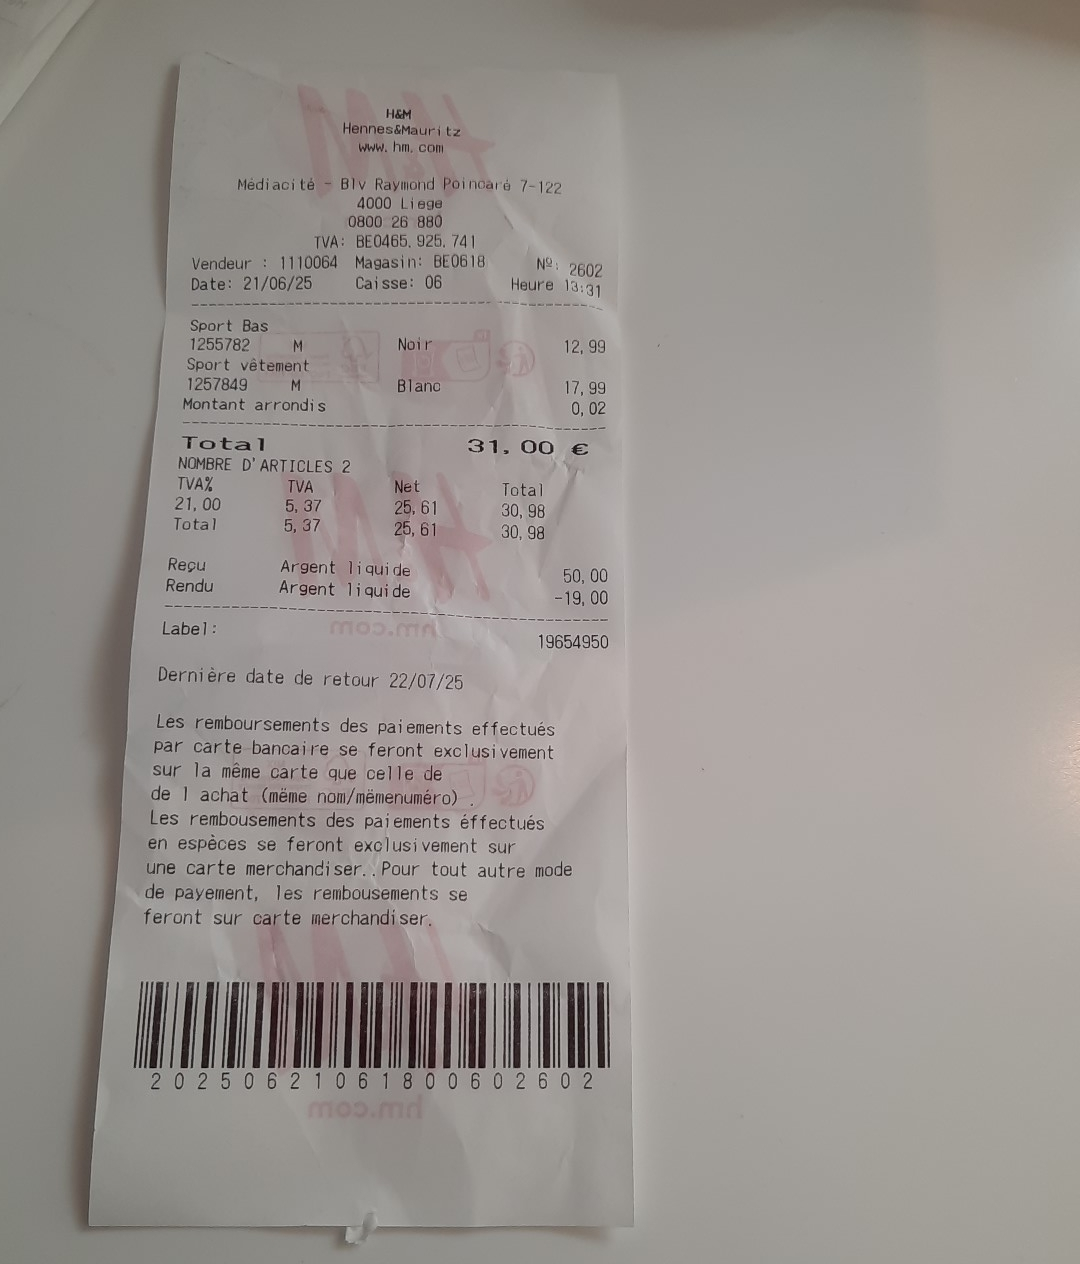 H&M
Hennes&Mauritz
www. hm. com
Médiacité - Blv Raymond Poincaré 7-122
4000 Liege
0800 26 880
TVA: BE0465. 925. 741
Vendeur : 1110064 Magasin: BE0618 Nº: 2602
Date: 21/06/25 Caisse: 06 Heure 13:31
Sport Bas
1255782 M Noir 12,99
Sport vêtement
1257849 M Blanc 17,99
Montant arrondis 0,02
Total 31,00 €
NOMBRE D'ARTICLES 2
TVA% TVA Net Total
21,00 5,37 25,61 30,98
Total 5,37 25,61 30,98
Reçu Argent liquide 50,00
Rendu Argent liquide -19,00
Label: 19654950
Dernière date de retour 22/07/25
Les remboursements des paiements effectués
par carte bancaire se feront exclusivement
sur la même carte que celle de
de l achat (mëme nom/mëmenuméro) .
Les rembousements des paiements éffectués
en espèces se feront exclusivement sur
une carte merchandiser. . Pour tout autre mode
de payement, les rembousements se
feront sur carte merchandiser.
20250621061800602602
hm.com